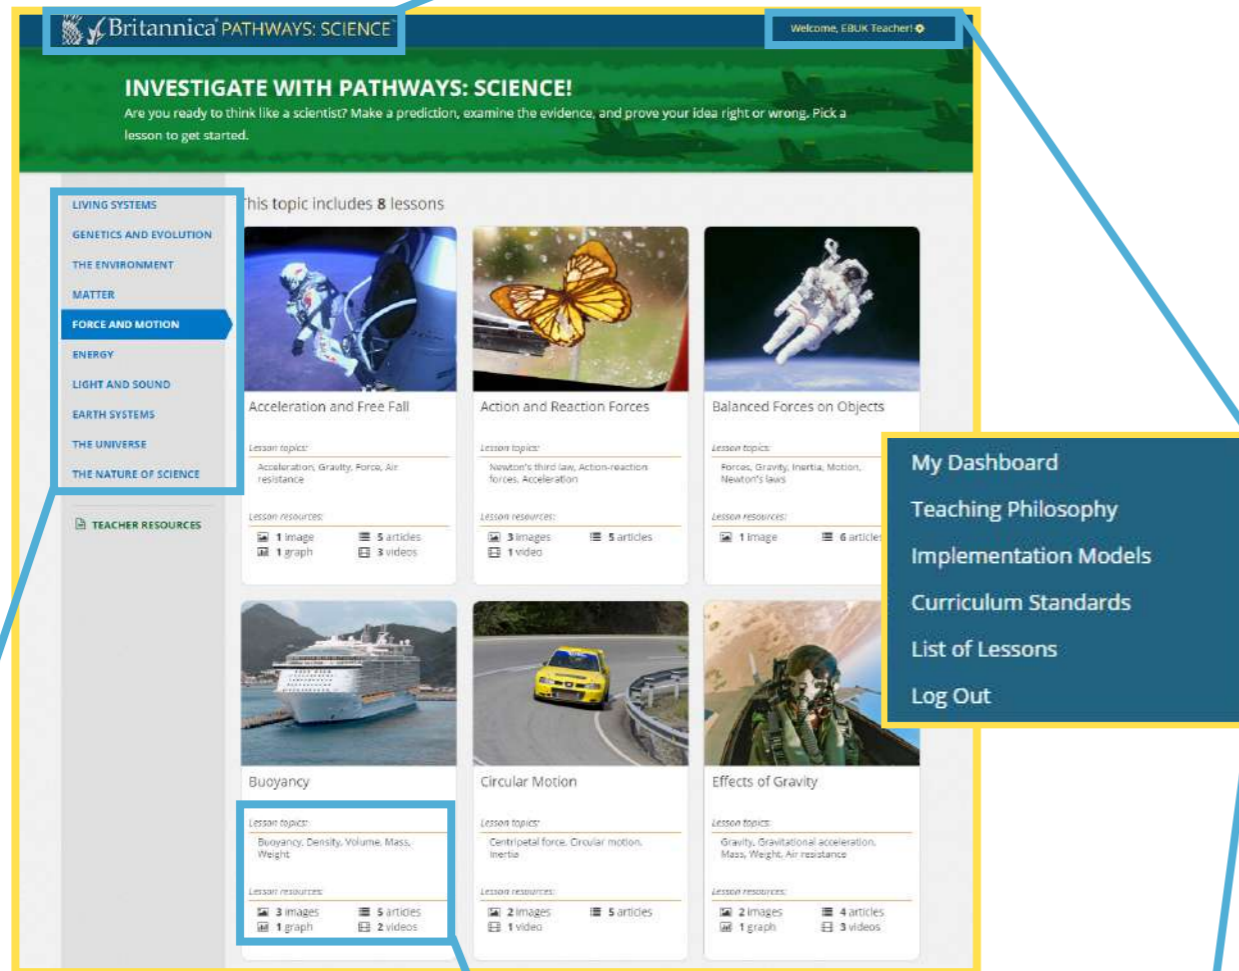 Britannica® PATHWAYS: SCIENCE™
Welcome, EBUK Teacher!
INVESTIGATE WITH PATHWAYS: SCIENCE!
Are you ready to think like a scientist? Make a prediction, examine the evidence, and prove your idea right or wrong. Pick a
lesson to get started.
LIVING SYSTEMS
GENETICS AND EVOLUTION
THE ENVIRONMENT
MATTER
FORCE AND MOTION
ENERGY
LIGHT AND SOUND
EARTH SYSTEMS
THE UNIVERSE
THE NATURE OF SCIENCE
TEACHER RESOURCES
This topic includes 8 lessons
Acceleration and Free Fall
Lesson topics:
Acceleration, Gravity, Force, Air
resistance
Lesson resources:
1 image 5 articles
1 graph 3 videos
Action and Reaction Forces
Lesson topics:
Newton's third law, Action-reaction
forces, Acceleration
Lesson resources:
3 images 5 articles
1 video
Balanced Forces on Objects
Lesson topics:
Forces, Gravity, Inertia, Motion,
Newton's laws
Lesson resources:
1 image 6 articles
Buoyancy
Lesson topics:
Buoyancy, Density, Volume, Mass,
Weight
Lesson resources:
3 images 5 articles
1 graph 2 videos
Circular Motion
Lesson topics:
Centripetal force, Circular motion,
Inertia
Lesson resources:
2 images 5 articles
1 video
Effects of Gravity
Lesson topics:
Gravity, Gravitational acceleration,
Mass, Weight, Air resistance
Lesson resources:
2 images 4 articles
1 graph 3 videos
My Dashboard
Teaching Philosophy
Implementation Models
Curriculum Standards
List of Lessons
Log Out